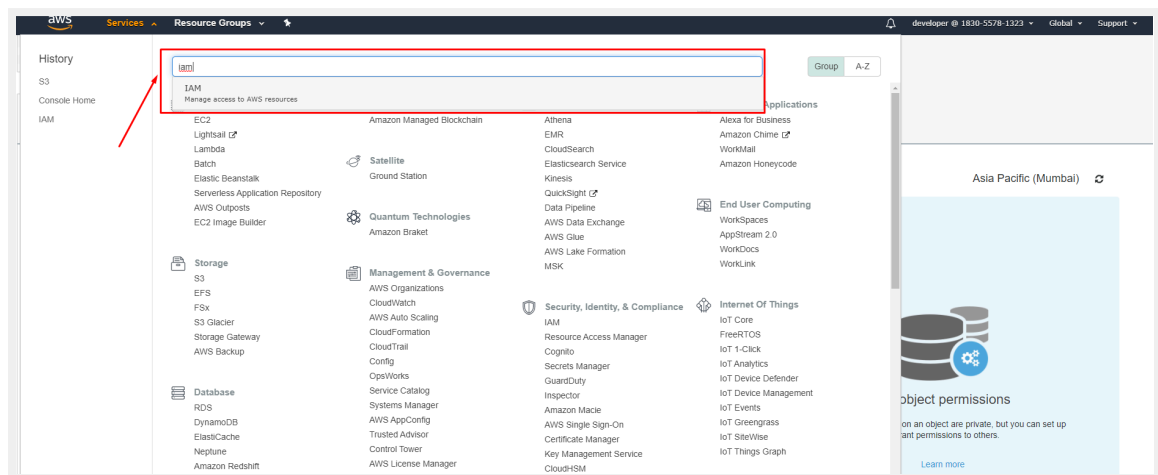 aws
Services
Resource Groups
developer @ 1830-5578-1323
Global
Support
History
S3
Console Home
IAM
iam
Group
A-Z
IAM
Manage access to AWS resources
EC2
Lightsail
Lambda
Batch
Elastic Beanstalk
Serverless Application Repository
AWS Outposts
EC2 Image Builder
Storage
S3
EFS
FSx
S3 Glacier
Storage Gateway
AWS Backup
Database
RDS
DynamoDB
ElastiCache
Neptune
Amazon Redshift
Amazon Managed Blockchain
Satellite
Ground Station
Quantum Technologies
Amazon Braket
Management & Governance
AWS Organizations
CloudWatch
AWS Auto Scaling
CloudFormation
CloudTrail
Config
OpsWorks
Service Catalog
Systems Manager
AWS AppConfig
Trusted Advisor
Control Tower
AWS License Manager
Athena
EMR
CloudSearch
Elasticsearch Service
Kinesis
QuickSight
Data Pipeline
AWS Data Exchange
AWS Glue
AWS Lake Formation
MSK
Security, Identity, & Compliance
IAM
Resource Access Manager
Cognito
Secrets Manager
GuardDuty
Inspector
Amazon Macie
AWS Single Sign-On
Certificate Manager
Key Management Service
CloudHSM
Applications
Alexa for Business
Amazon Chime
WorkMail
Amazon Honeycode
End User Computing
WorkSpaces
AppStream 2.0
WorkDocs
WorkLink
Internet Of Things
IoT Core
FreeRTOS
IoT 1-Click
IoT Analytics
IoT Device Defender
IoT Device Management
IoT Events
IoT Greengrass
IoT SiteWise
IoT Things Graph
Asia Pacific (Mumbai)
object permissions
on an object are private, but you can set up
permissions to others.
Learn more